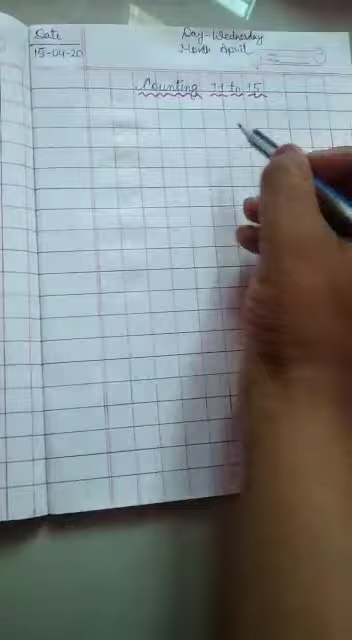 Date
Day-Wednesday
15-04-20
Month April
Counting 11 to 15